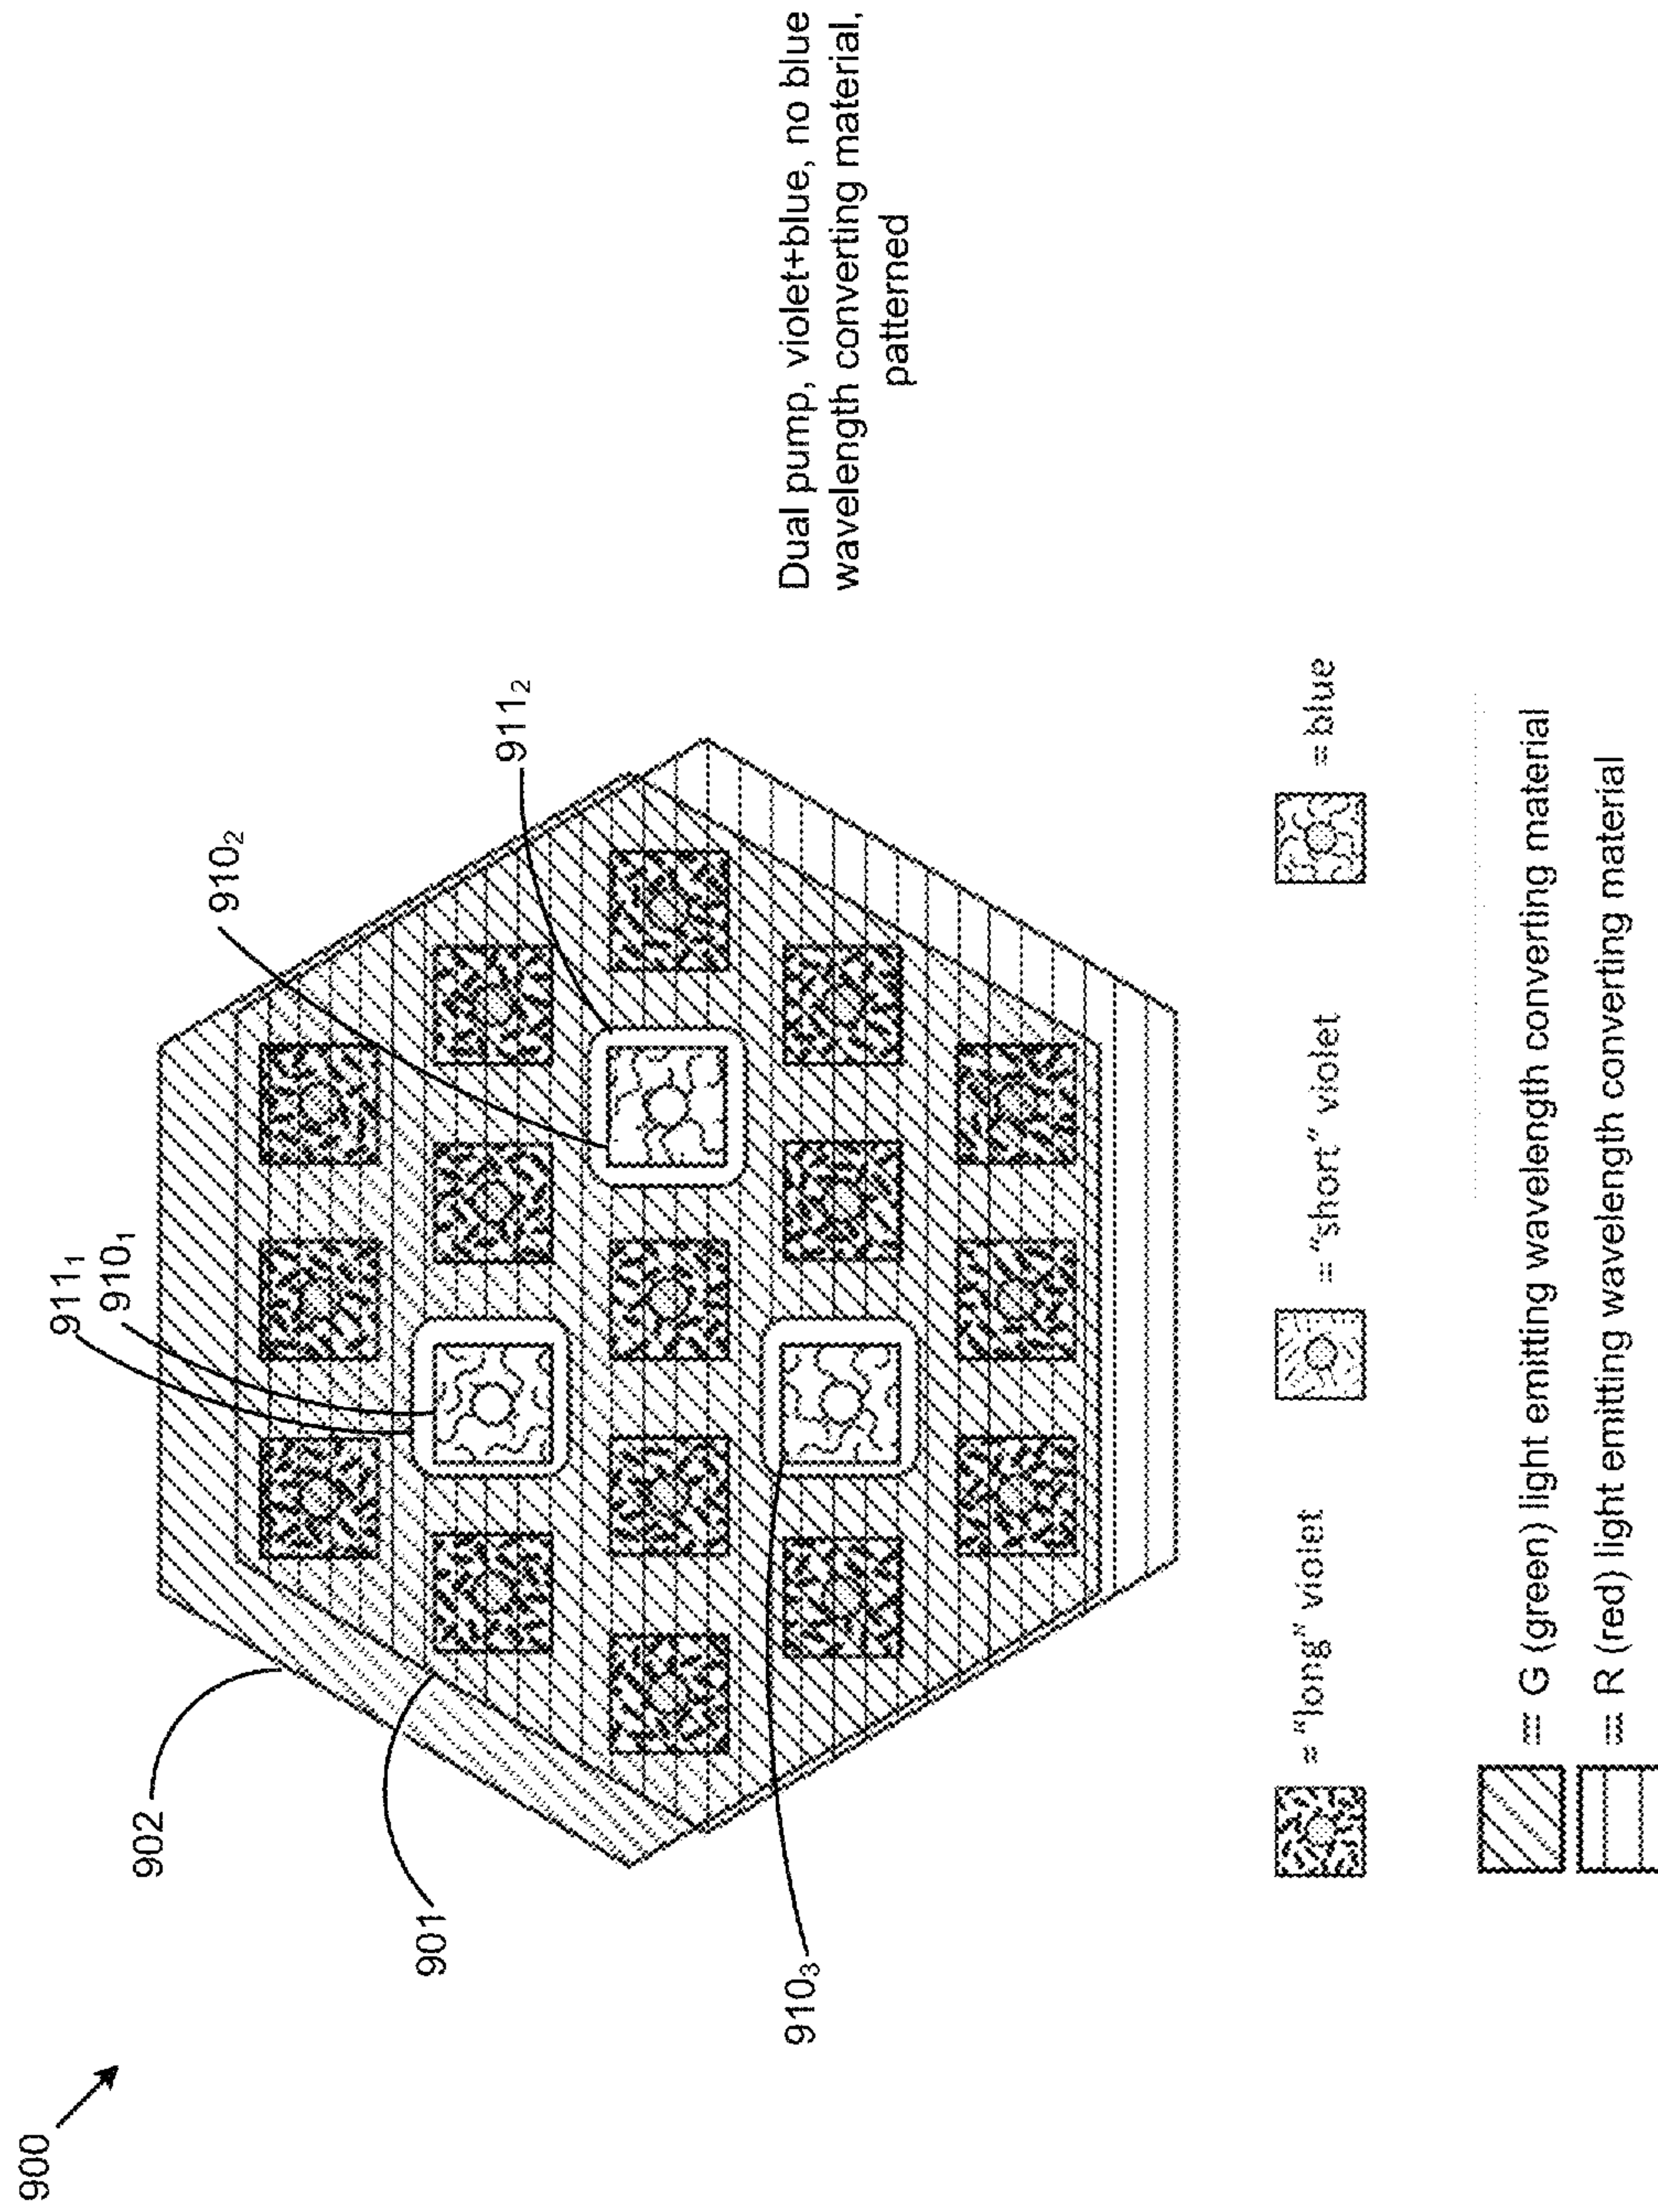 900
902
901
911₁
910₁
910₂
911₂
910₃
Dual pump, violet+blue, no blue
wavelength converting material,
patterned
= "long" violet
= "short" violet
= blue
= G (green) light emitting wavelength converting material
= R (red) light emitting wavelength converting material